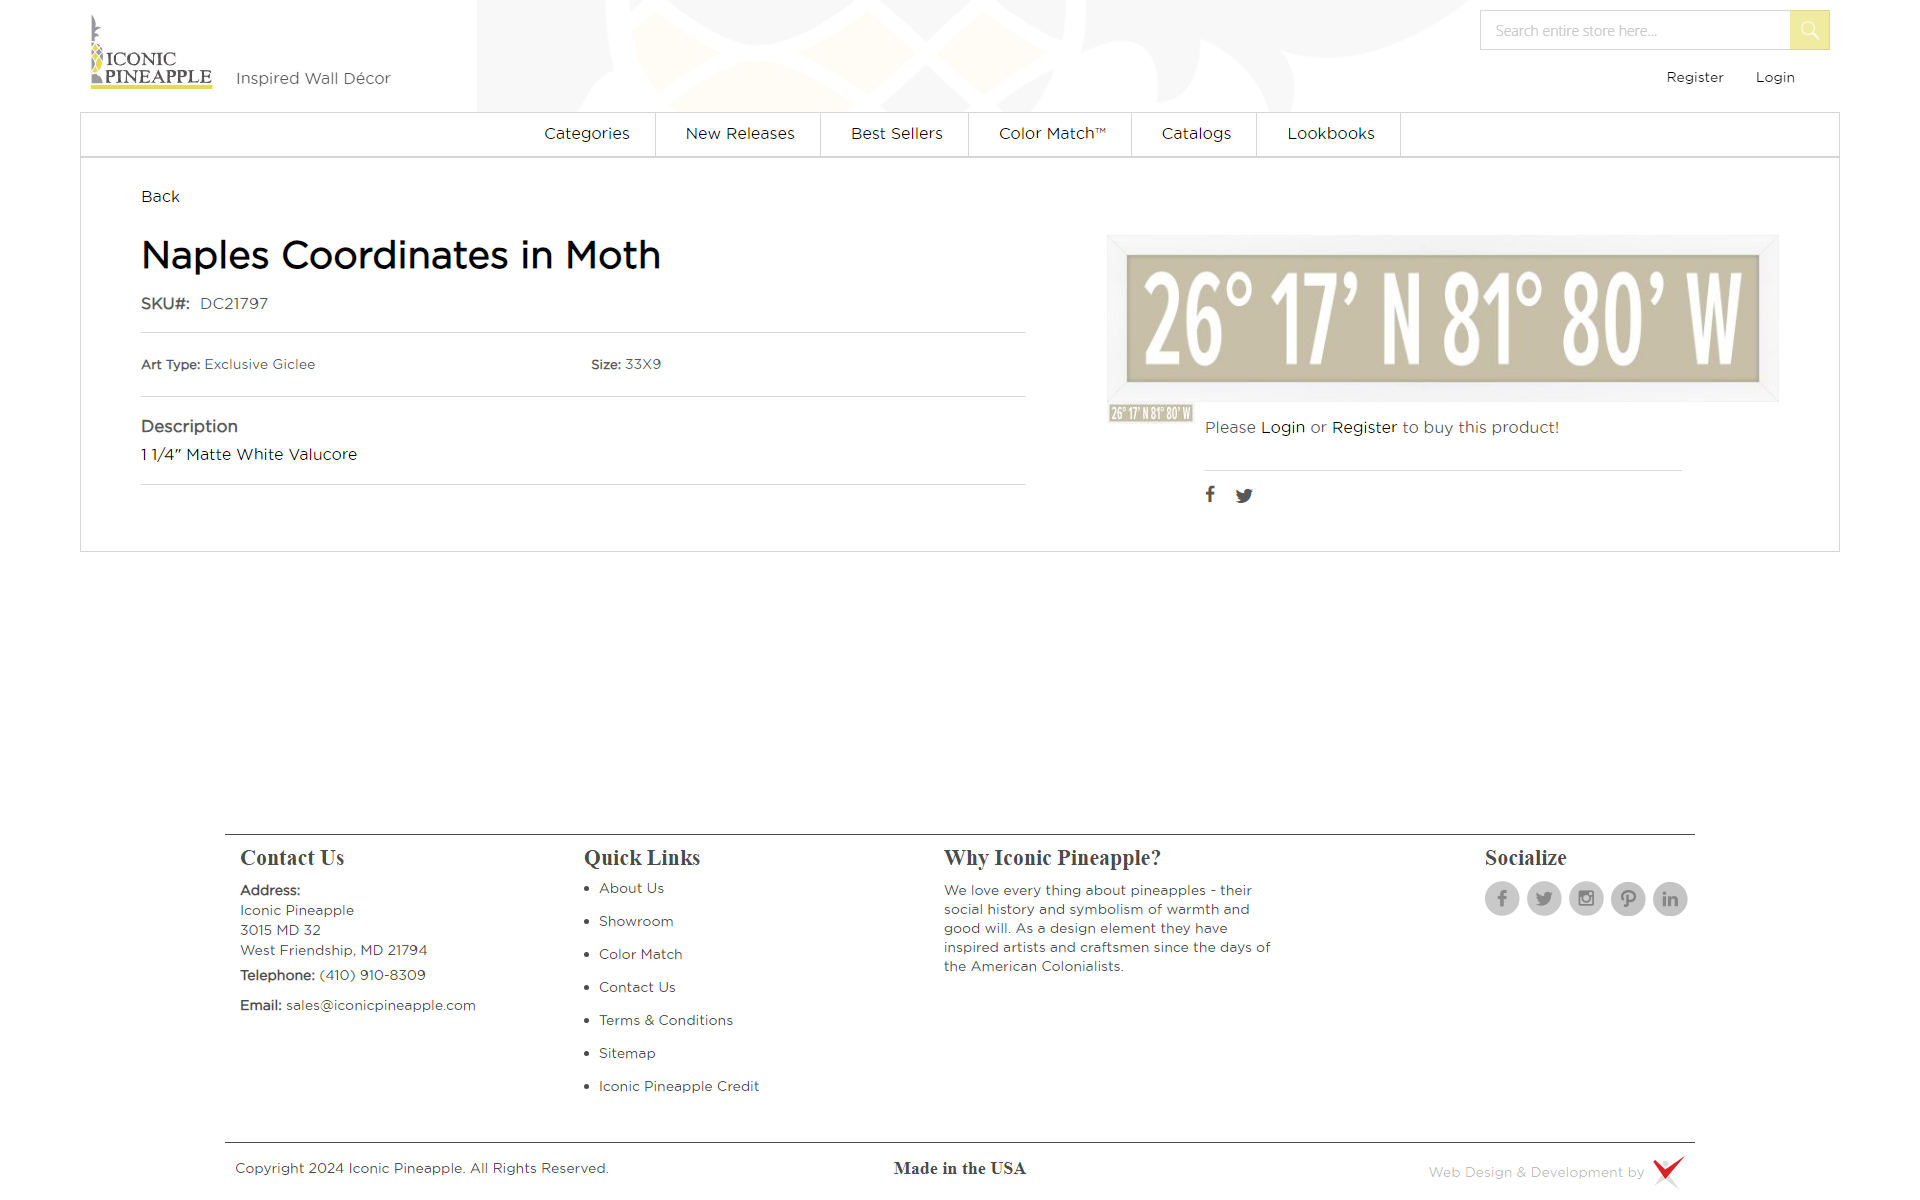 ICONIC
PINEAPPLE
Inspired Wall Décor
Search entire store here...
Register
Login
Categories
New Releases
Best Sellers
Color Match™
Catalogs
Lookbooks
Back
Naples Coordinates in Moth
SKU#: DC21797
Art Type: Exclusive Giclee
Size: 33X9
Description
1 1/4" Matte White Valucore
26° 17’ N 81° 80’ W
26° 17’ N 81° 80’ W
Please Login or Register to buy this product!
Contact Us
Address:
Iconic Pineapple
3015 MD 32
West Friendship, MD 21794
Telephone: (410) 910-8309
Email: sales@iconicpineapple.com
Quick Links
About Us
Showroom
Color Match
Contact Us
Terms & Conditions
Sitemap
Iconic Pineapple Credit
Why Iconic Pineapple?
We love every thing about pineapples - their
social history and symbolism of warmth and
good will. As a design element they have
inspired artists and craftsmen since the days of
the American Colonialists.
Socialize
Copyright 2024 Iconic Pineapple. All Rights Reserved.
Made in the USA
Web Design & Development by